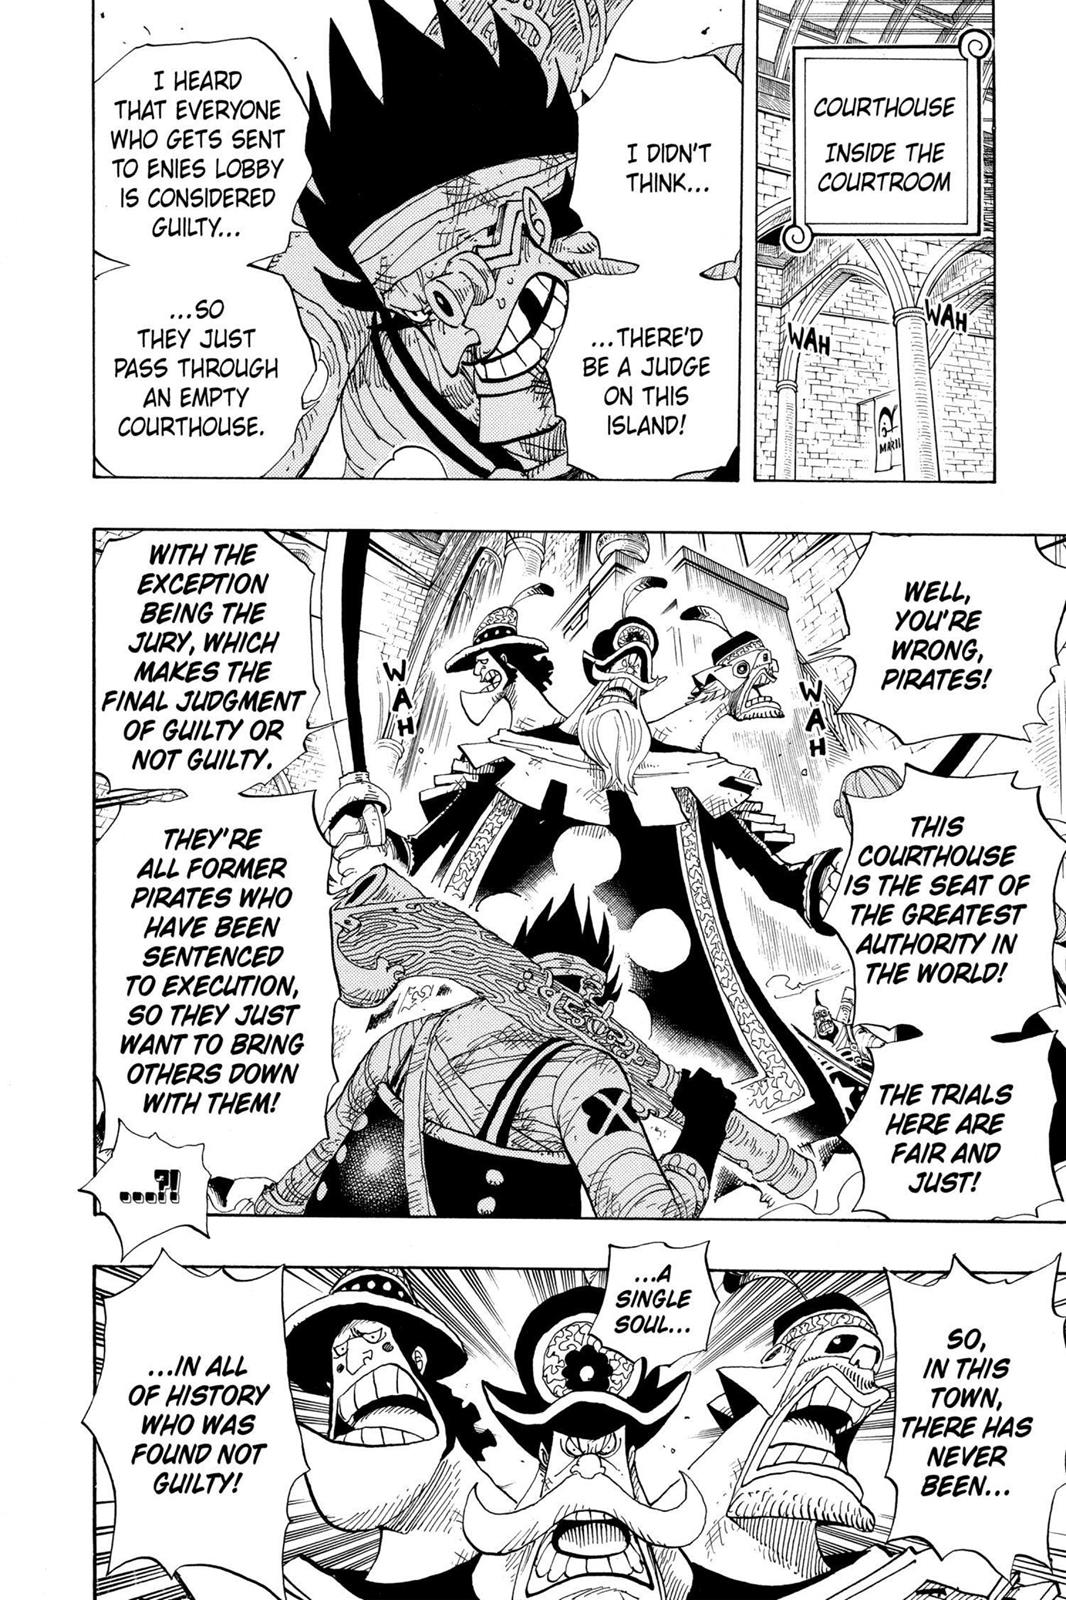 COURTHOUSE
INSIDE THE
COURTROOM
WAH
WAH
I DIDN'T
THINK...
...THERE'D
BE A JUDGE
ON THIS
ISLAND!
I HEARD
THAT EVERYONE
WHO GETS SENT
TO ENIES LOBBY
IS CONSIDERED
GUILTY...
...SO
THEY JUST
PASS THROUGH
AN EMPTY
COURTHOUSE.
WELL,
YOU'RE
WRONG,
PIRATES!
THIS
COURTHOUSE
IS THE SEAT OF
THE GREATEST
AUTHORITY IN
THE WORLD!
THE TRIALS
HERE ARE
FAIR AND
JUST!
WAH
WAH
WITH THE
EXCEPTION
BEING THE
JURY, WHICH
MAKES THE
FINAL JUDGMENT
OF GUILTY OR
NOT GUILTY.
THEY'RE
ALL FORMER
PIRATES WHO
HAVE BEEN
SENTENCED
TO EXECUTION,
SO THEY JUST
WANT TO BRING
OTHERS DOWN
WITH THEM!
...?!
SO,
IN THIS
TOWN,
THERE HAS
NEVER
BEEN...
...A
SINGLE
SOUL...
...IN ALL
OF HISTORY
WHO WAS
FOUND NOT
GUILTY!